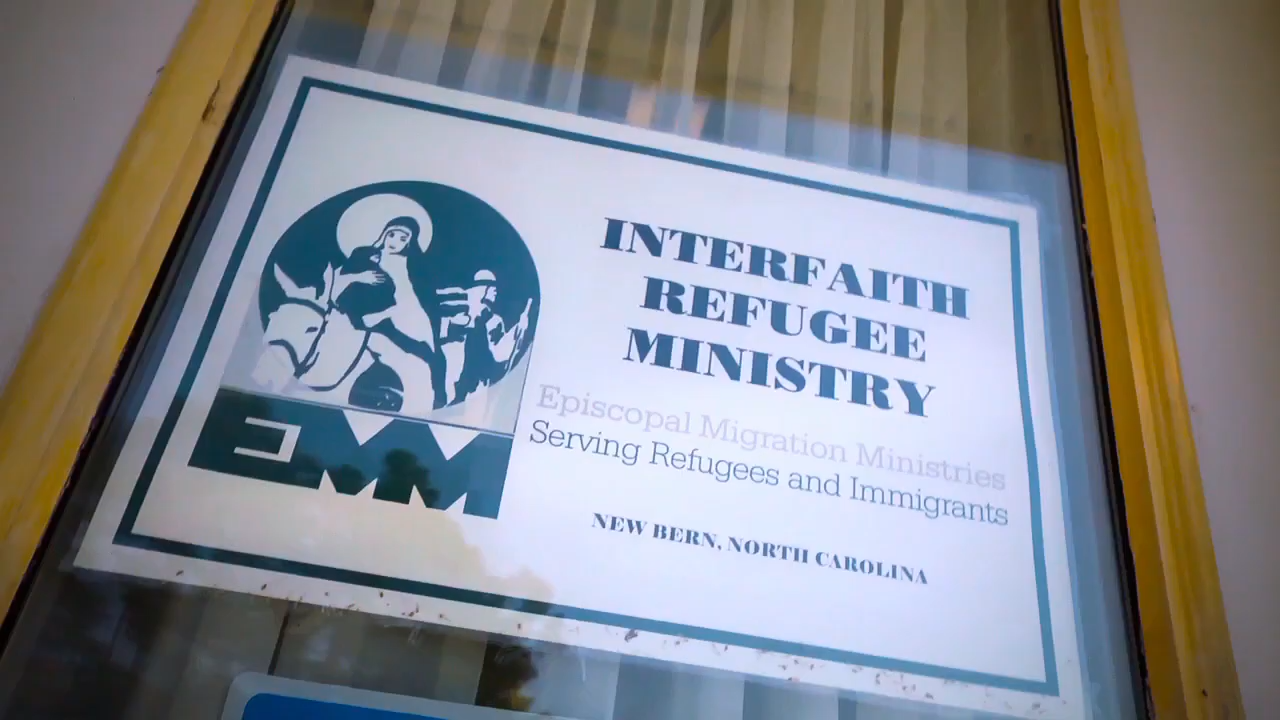 INTERFAITH
REFUGEE
MINISTRY
Episcopal Migration Ministries
Serving Refugees and Immigrants
NEW BERN, NORTH CAROLINA
EMM